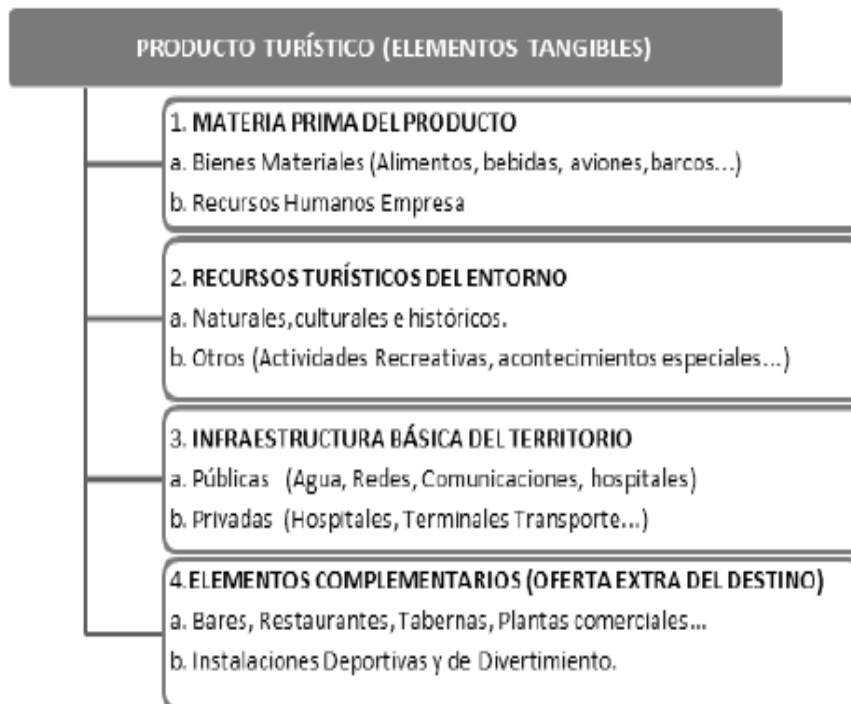 PRODUCTO TURÍSTICO (ELEMENTOS TANGIBLES)
1. MATERIA PRIMA DEL PRODUCTO
a. Bienes Materiales (Alimentos, bebidas, aviones, barcos...)
b. Recursos Humanos Empresa
2. RECURSOS TURÍSTICOS DEL ENTORNO
a. Naturales, culturales e históricos.
b. Otros (Actividades Recreativas, acontecimientos especiales...)
3. INFRAESTRUCTURA BÁSICA DEL TERRITORIO
a. Públicas (Agua, Redes, Comunicaciones, hospitales)
b. Privadas (Hospitales, Terminales Transporte...)
4. ELEMENTOS COMPLEMENTARIOS (OFERTA EXTRA DEL DESTINO)
a. Bares, Restaurantes, Tabernas, Plantas comerciales...
b. Instalaciones Deportivas y de Divertimiento.